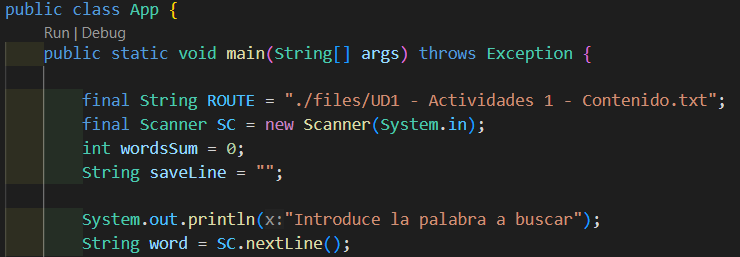 public class App {
Run | Debug
public static void main(String[] args) throws Exception {
final String ROUTE = "./files/UD1 - Actividades 1 - Contenido.txt";
final Scanner SC = new Scanner(System.in);
int wordsSum = 0;
String saveLine = "";
System.out.println(x:"Introduce la palabra a buscar");
String word = SC.nextLine();